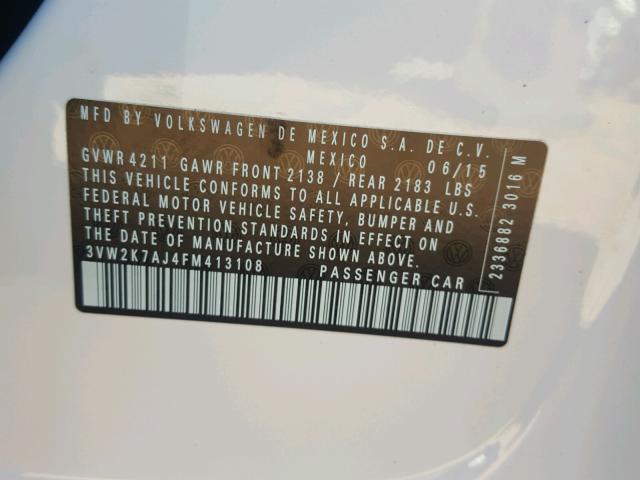 MFD BY VOLKSWAGEN DE MEXICO S.A. DE C.V.
MEXICO 06/15
GVWR 4211 GAWR FRONT 2138 / REAR 2183 LBS
THIS VEHICLE CONFORMS TO ALL APPLICABLE U.S.
FEDERAL MOTOR VEHICLE SAFETY, BUMPER AND
THEFT PREVENTION STANDARDS IN EFFECT ON
THE DATE OF MANUFACTURE SHOWN ABOVE.
3VW2K7AJ4FM413108 PASSENGER CAR
2336882 3016 M